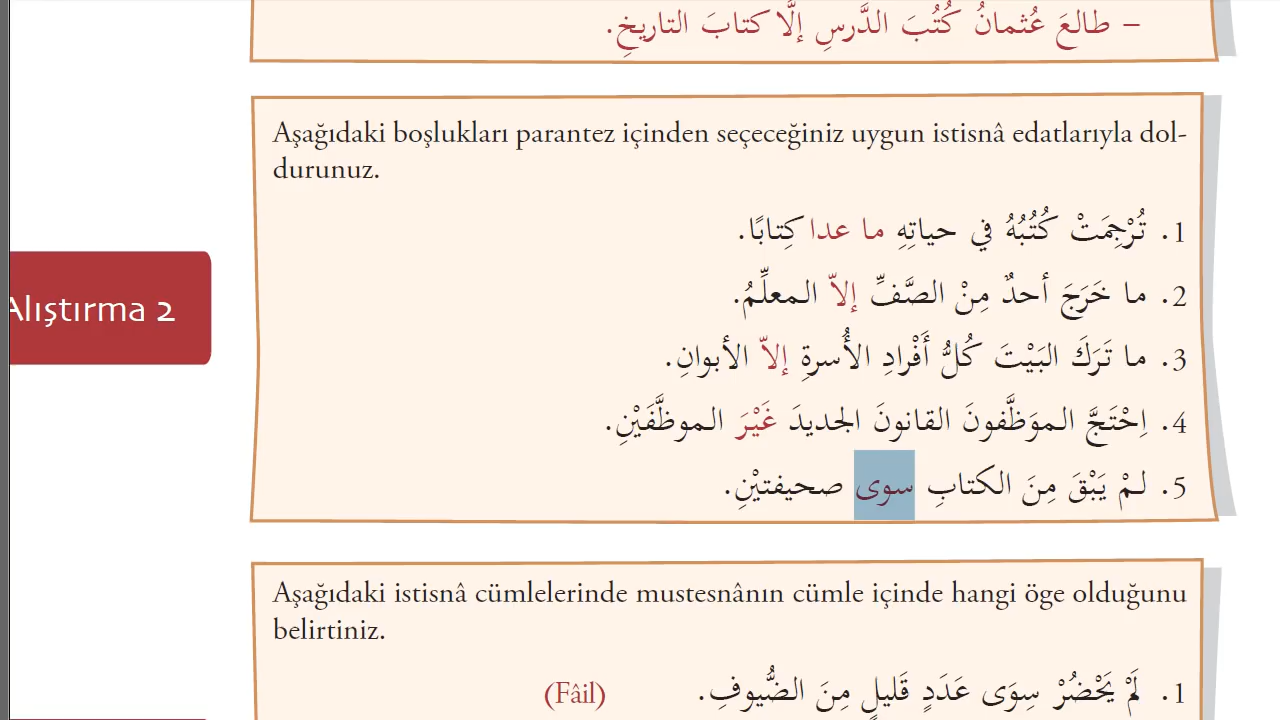 – طالعَ عُثمانُ كُتُبَ الدَّرسِ إلَّا كتابَ التاريخِ.
Aşağıdaki boşlukları parantez içinden seçeceğiniz uygun istisnâ edatlarıyla dol-
durunuz.
1. تُرْجِمَتْ كُتُبُهُ في حياتِهِ ما عدا كِتابًا.
2. ما خَرَجَ أحدٌ مِنْ الصَّفِّ إلاّ المعلِّمُ.
Alıştırma 2
3. ما تَرَكَ البَيْتَ كُلُّ أَفْرادِ الأُسرةِ إلاّ الأبوانِ.
4. اِحْتَجَّ الموَظَّفونَ القانونَ الجديدَ غَيْرَ الموظَّفَيْنِ.
5. لمْ يَبْقَ مِنَ الكتابِ سوى صحيفتيْنِ.
Aşağıdaki istisnâ cümlelerinde mustesnânın cümle içinde hangi öge olduğunu
belirtiniz.
1. لَمْ يَحْضُرْ سِوَى عَدَدٍ قَليلٍ مِنَ الضُّيوفِ. (Fâil)